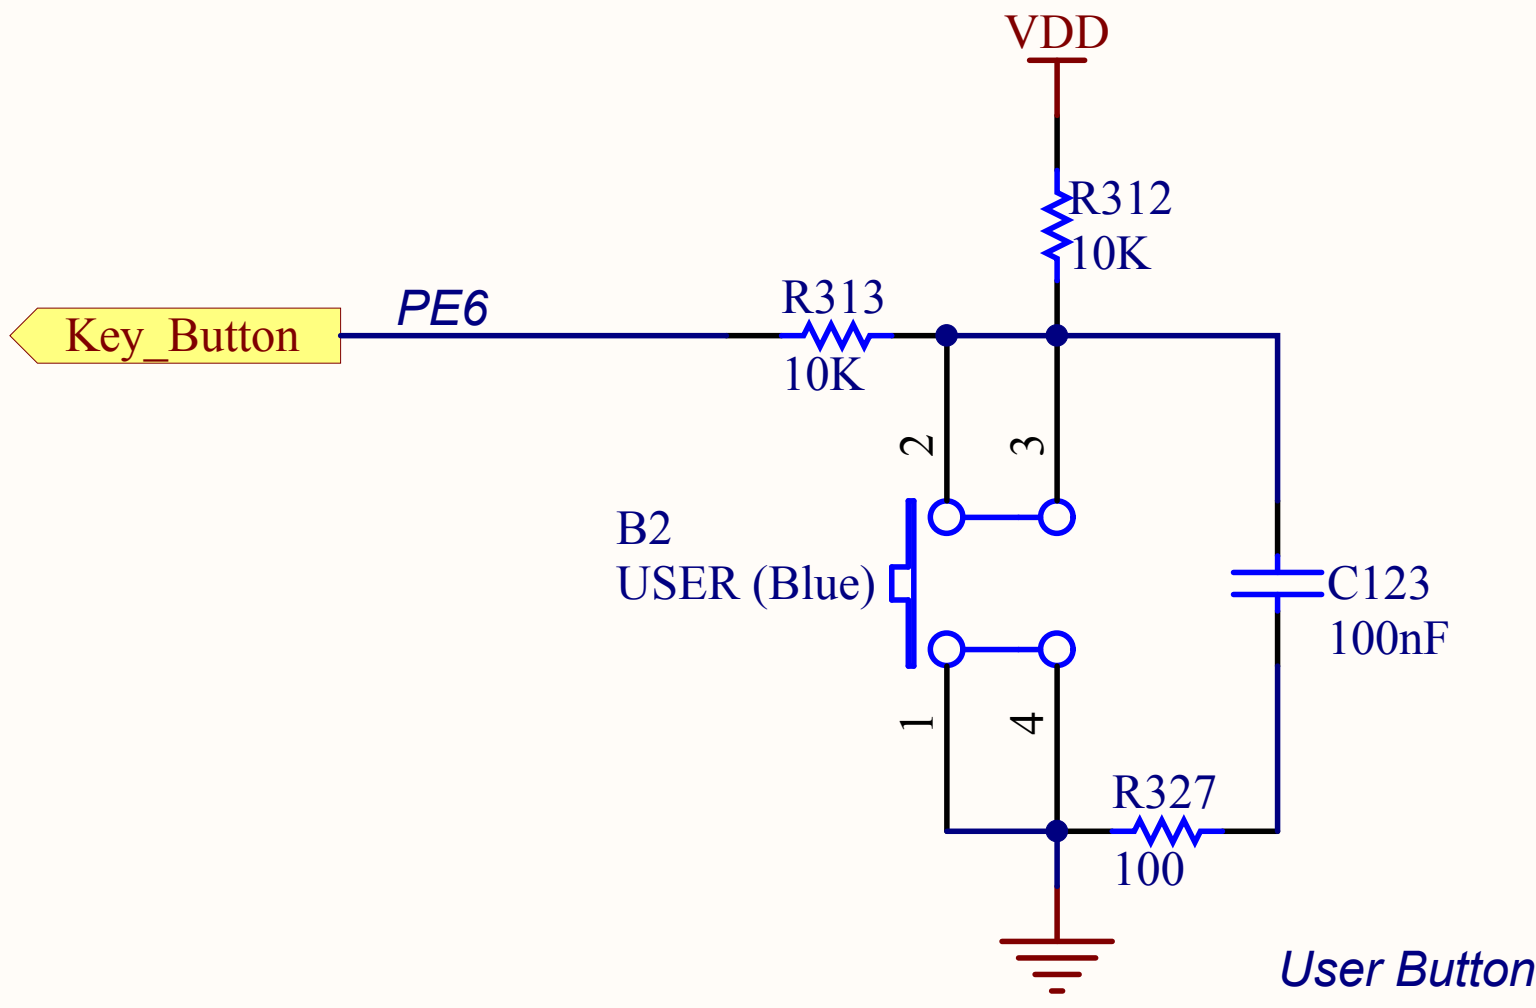 VDD
R312
10K
Key_Button
PE6
R313
10K
2
3
B2
USER (Blue)
C123
100nF
1
4
R327
100
User Button